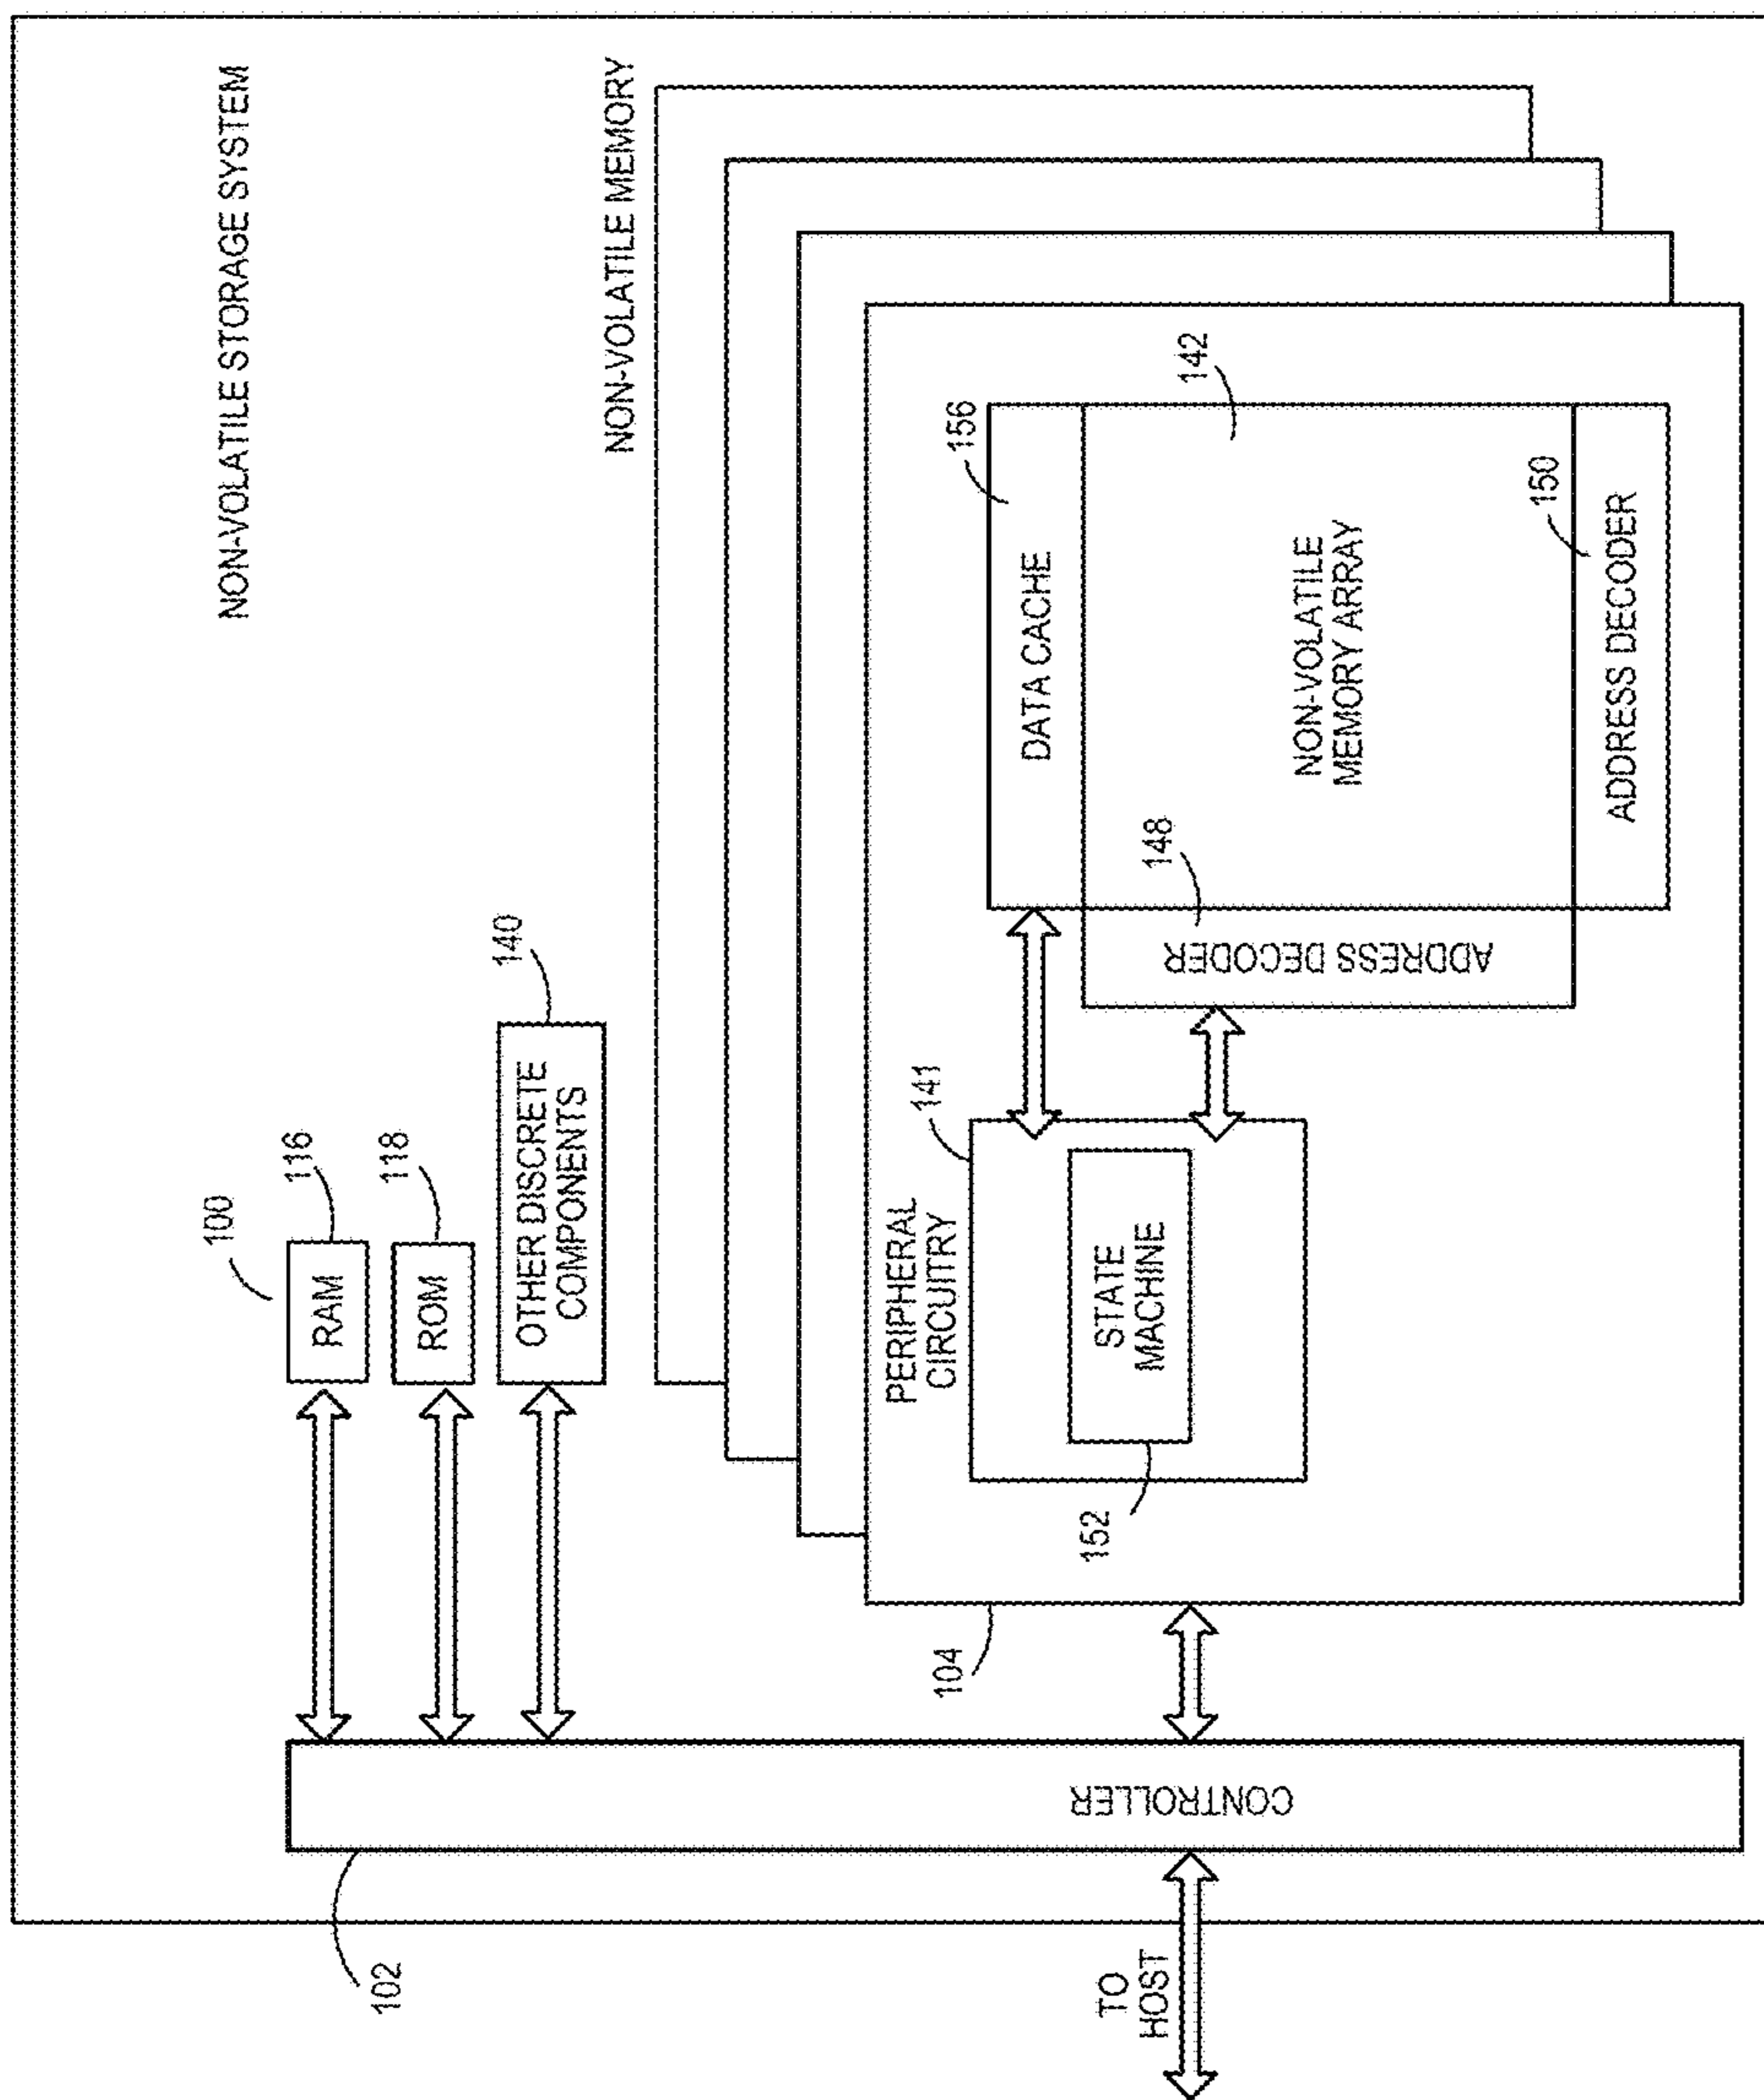 NON-VOLATILE STORAGE SYSTEM
100
RAM
116
ROM
118
OTHER DISCRETE
COMPONENTS
140
NON-VOLATILE MEMORY
CONTROLLER
102
TO
HOST
104
PERIPHERAL
CIRCUITRY
141
STATE
MACHINE
152
DATA CACHE
156
ADDRESS DECODER
148
NON-VOLATILE
MEMORY ARRAY
142
ADDRESS DECODER
150